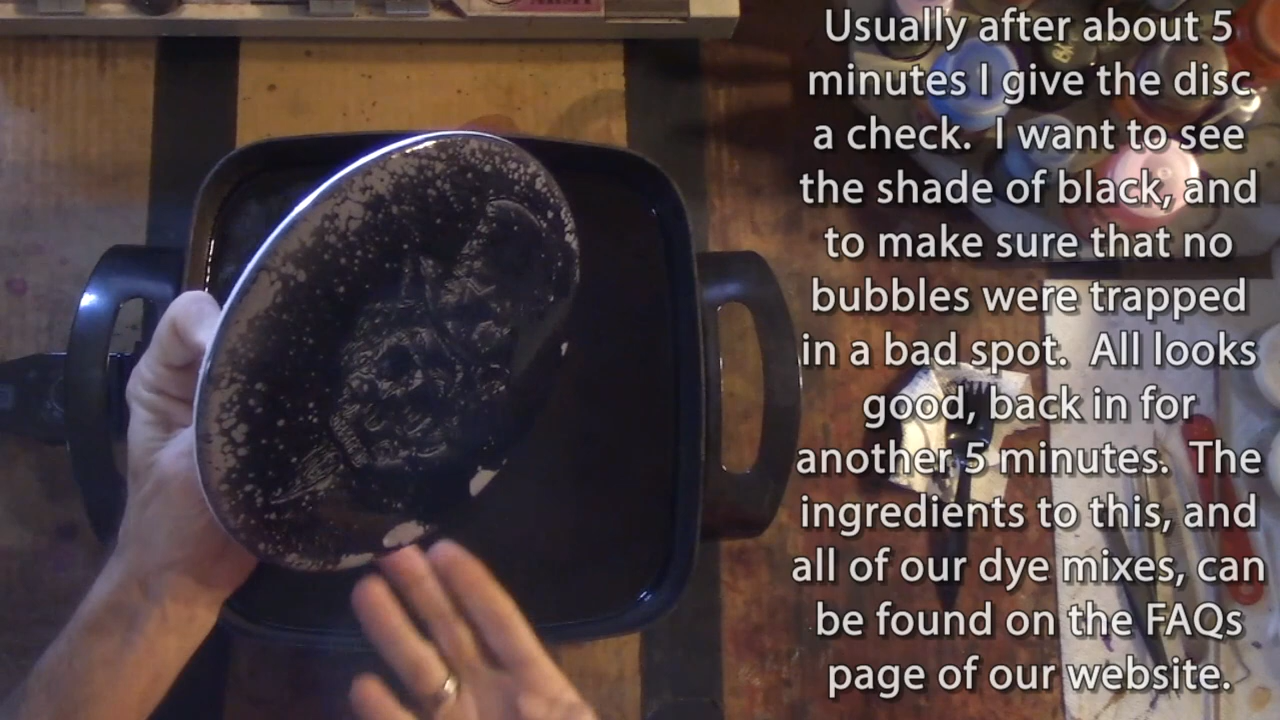 Usually after about 5
minutes I give the disc
a check.  I want to see
the shade of black, and
to make sure that no
bubbles were trapped
in a bad spot.  All looks
good, back in for
another 5 minutes.  The
ingredients to this, and
all of our dye mixes, can
be found on the FAQs
page of our website.